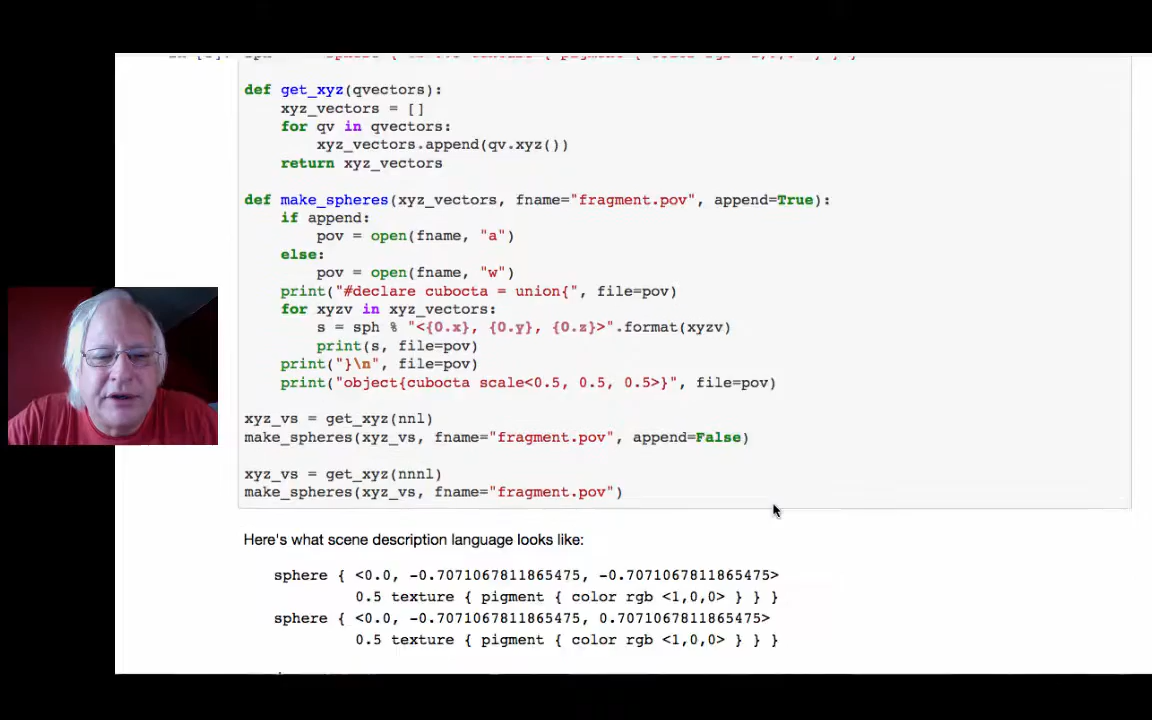 def get_xyz(qvectors):
    xyz_vectors = []
    for qv in qvectors:
        xyz_vectors.append(qv.xyz())
    return xyz_vectors
def make_spheres(xyz_vectors, fname="fragment.pov", append=True):
    if append:
        pov = open(fname, "a")
    else:
        pov = open(fname, "w")
    print("#declare cubocta = union{", file=pov)
    for xyzv in xyz_vectors:
        s = sph % "<{0.x}, {0.y}, {0.z}>".format(xyzv)
        print(s, file=pov)
    print("}\n", file=pov)
    print("object{cubocta scale<0.5, 0.5, 0.5>}", file=pov)
xyz_vs = get_xyz(nnl)
make_spheres(xyz_vs, fname="fragment.pov", append=False)
xyz_vs = get_xyz(nnnl)
make_spheres(xyz_vs, fname="fragment.pov")
Here's what scene description language looks like:
sphere { <0.0, -0.7071067811865475, -0.7071067811865475>
         0.5 texture { pigment { color rgb <1,0,0> } } }
sphere { <0.0, -0.7071067811865475, 0.7071067811865475>
         0.5 texture { pigment { color rgb <1,0,0> } } }